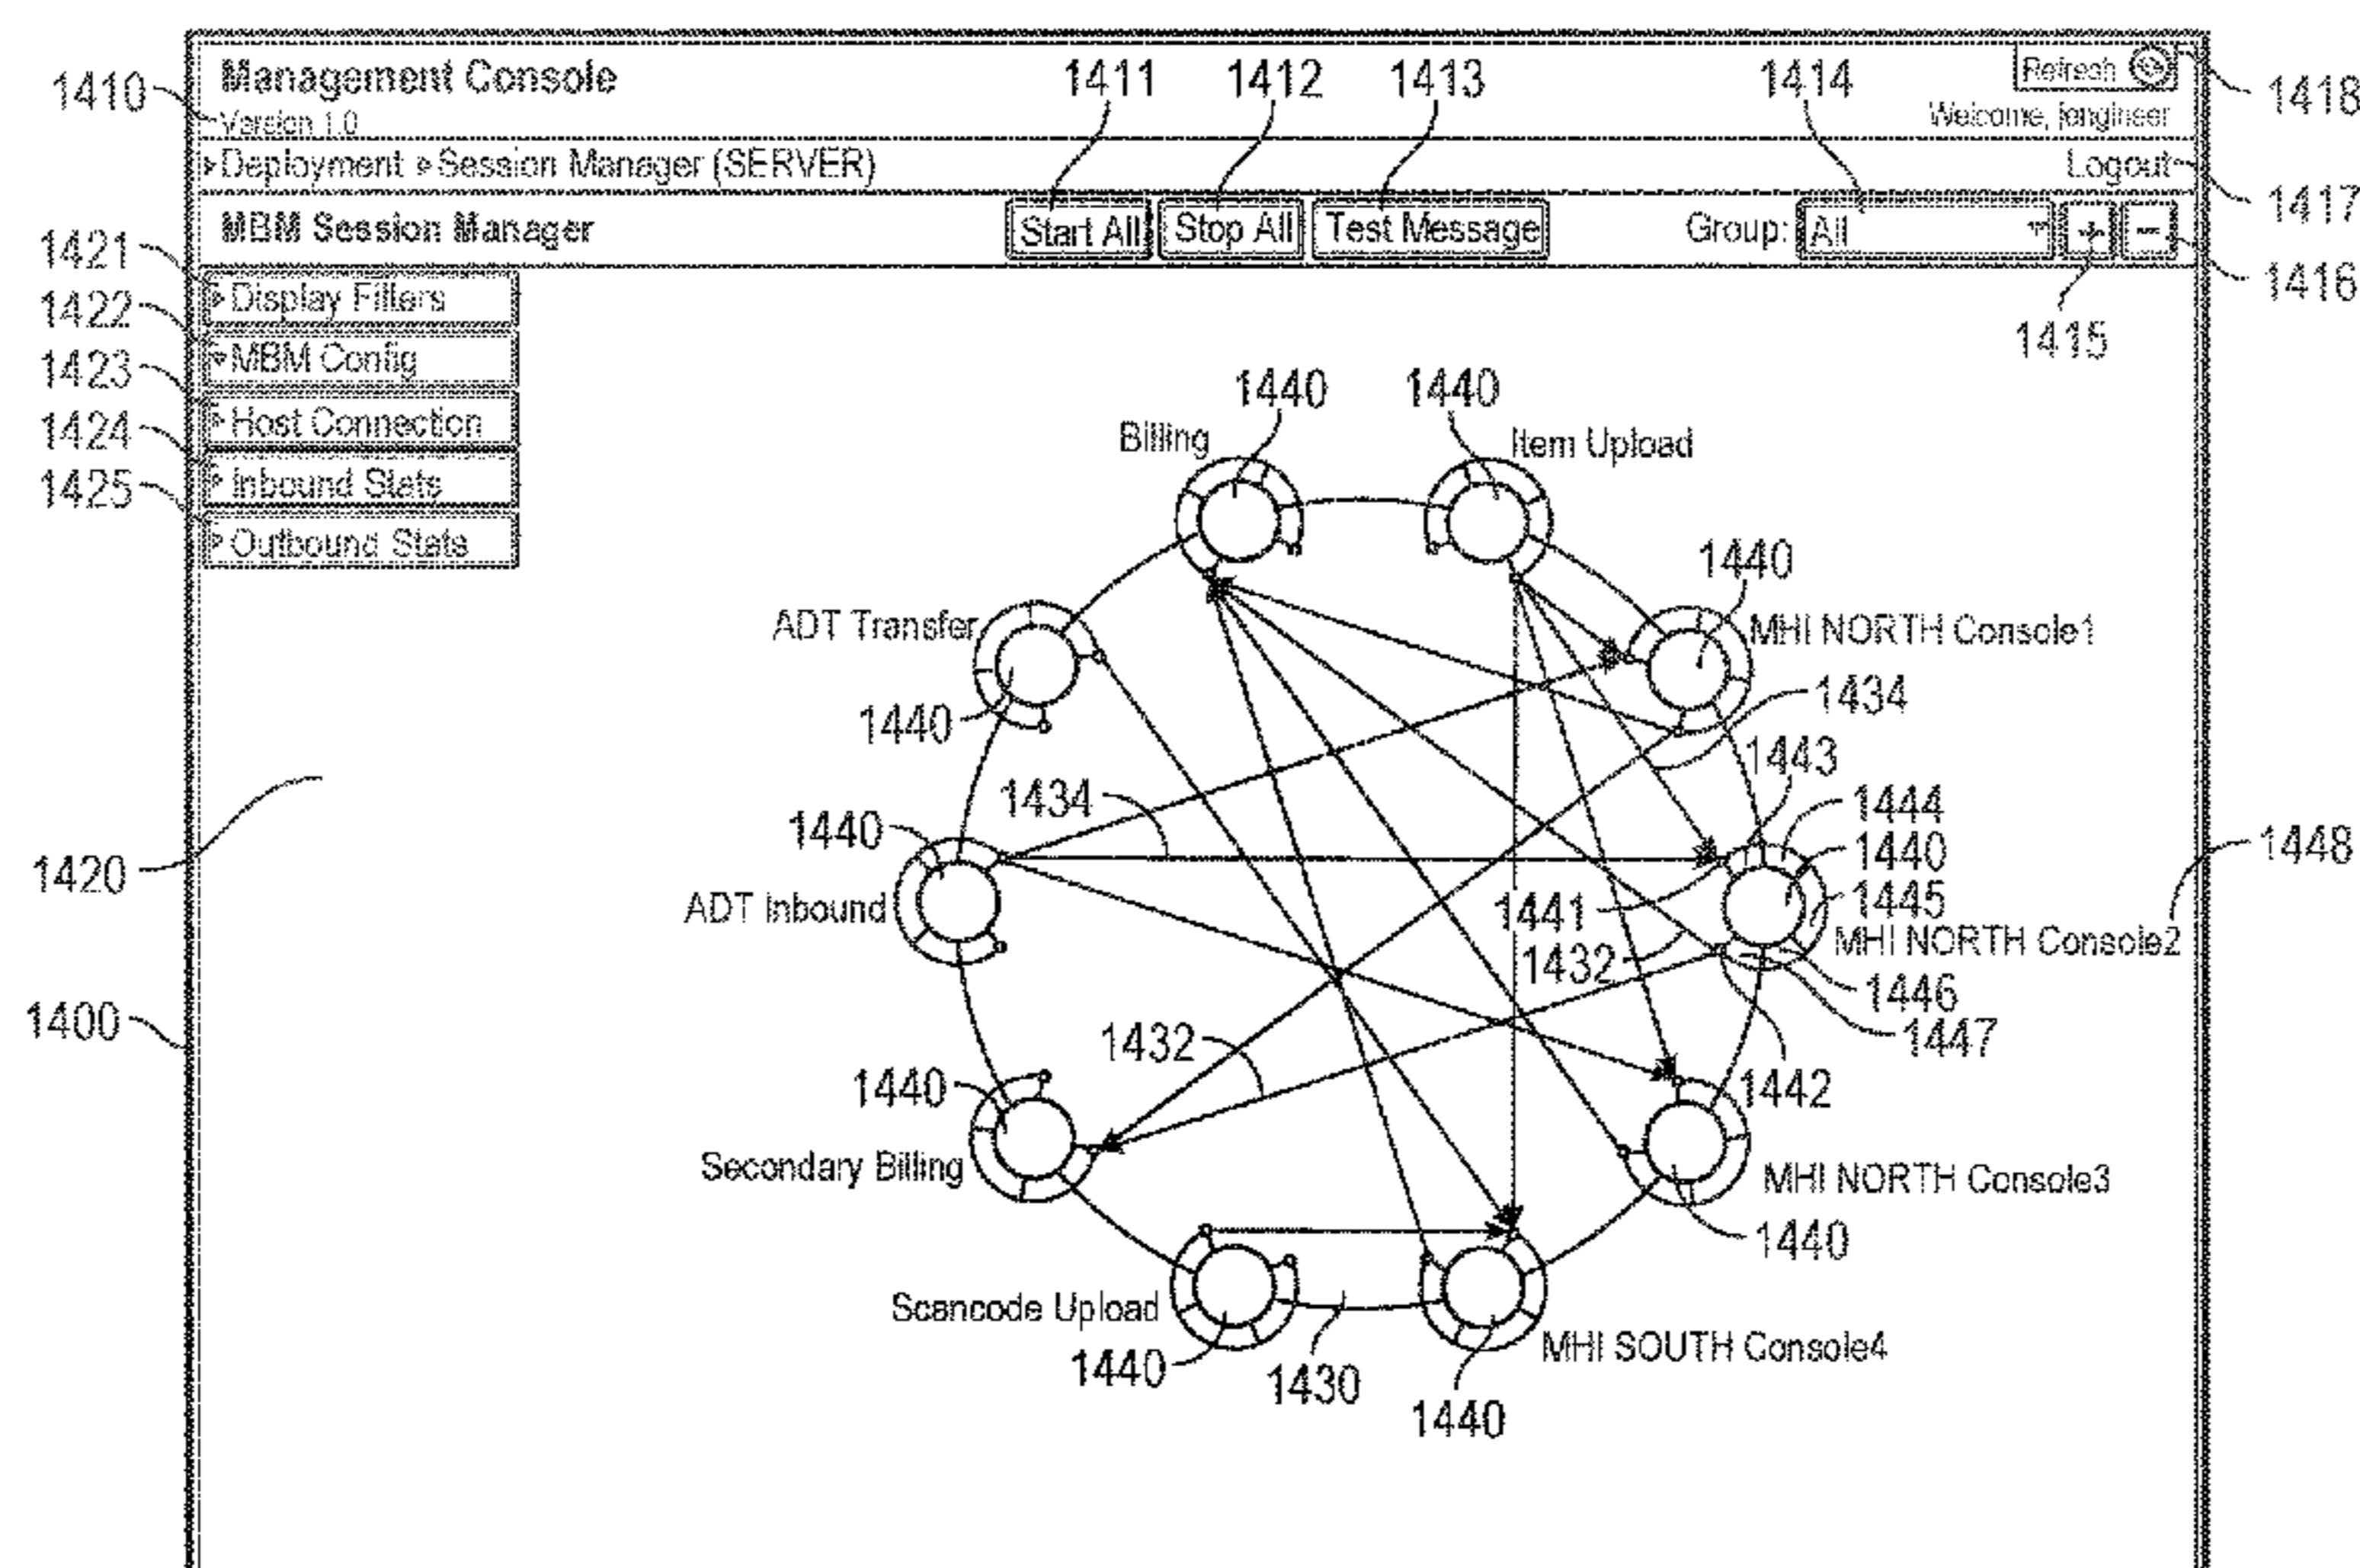 Management Console
1411
1412
1413
1414
Refresh
1418
1410
Version 1.0
Welcome, jengineer
Deployment Session Manager (SERVER)
Logout
1417
MBM Session Manager
Start All
Stop All
Test Message
Group:
All
+
-
1416
1421
Display Filters
1415
1422
MBM Config
1423
Host Connection
1424
Inbound Stats
1425
Outbound Stats
1440
1440
Billing
Item Upload
1440
ADT Transfer
MHI NORTH Console1
1440
1434
1443
1434
1444
1440
1440
1448
1420
ADT Inbound
1441
1445
1432
MHI NORTH Console2
1446
1400
1432
1447
1440
1442
Secondary Billing
MHI NORTH Console3
1440
Scancode Upload
MHI SOUTH Console4
1440
1430
1440